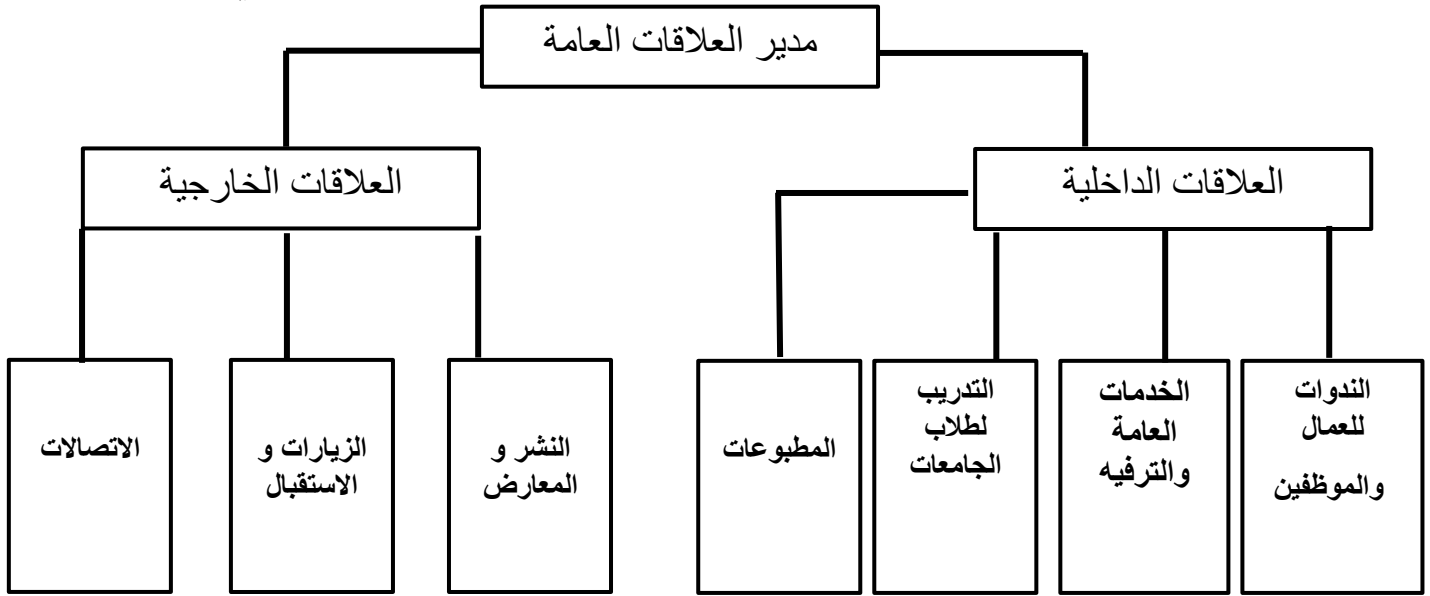 مدير العلاقات العامة
العلاقات الداخلية
العلاقات الخارجية
الندوات
للعمال
والموظفين
الخدمات
العامة
والترفيه
التدريب
لطلاب
الجامعات
المطبوعات
النشر و
المعارض
الزيارات و
الاستقبال
الاتصالات